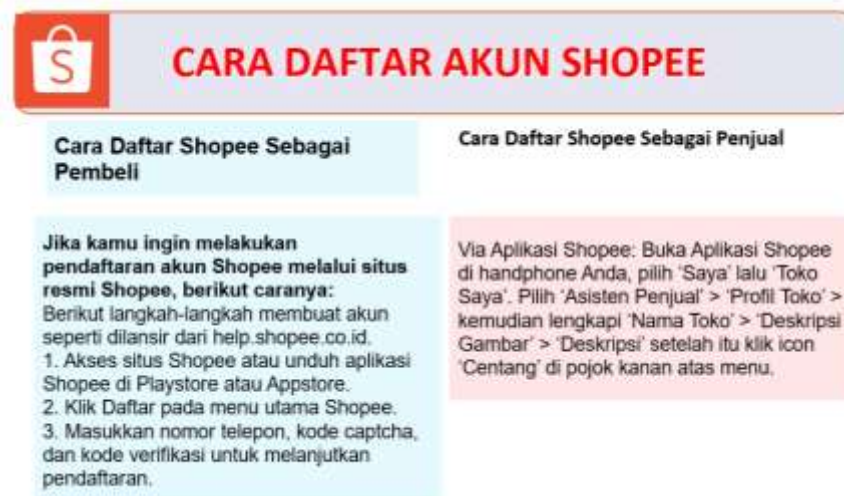 S
CARA DAFTAR AKUN SHOPEE
Cara Daftar Shopee Sebagai
Pembeli
Jika kamu ingin melakukan
pendaftaran akun Shopee melalui situs
resmi Shopee, berikut caranya:
Berikut langkah-langkah membuat akun
seperti dilansir dari help.shopee.co.id.
1. Akses situs Shopee atau unduh aplikasi
Shopee di Playstore atau Appstore.
2. Klik Daftar pada menu utama Shopee.
3. Masukkan nomor telepon, kode captcha,
dan kode verifikasi untuk melanjutkan
pendaftaran.
Cara Daftar Shopee Sebagai Penjual
Via Aplikasi Shopee: Buka Aplikasi Shopee
di handphone Anda, pilih 'Saya' lalu 'Toko
Saya'. Pilih 'Asisten Penjual' > 'Profil Toko' >
kemudian lengkapi 'Nama Toko' > 'Deskripsi
Gambar' > 'Deskripsi' setelah itu klik icon
'Centang' di pojok kanan atas menu.